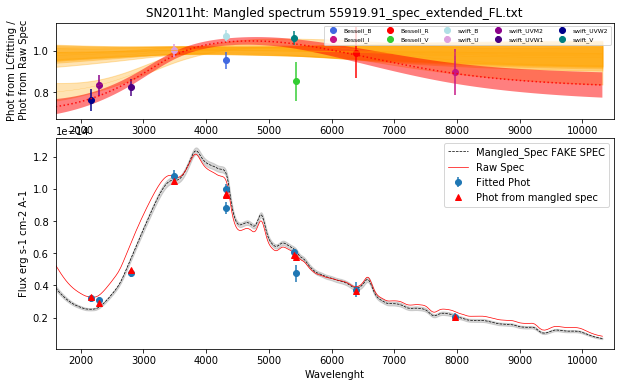 SN2011ht: Mangled spectrum 55919.91_spec_extended_FL.txt
Phot from LCfitting /
Phot from Raw Spec
1.0
0.8
Bessell_B Bessell_R swift_B swift_UVM2 swift_UVW2
Bessell_I Bessell_V swift_U swift_UVW1 swift_V
2000 3000 4000 5000 6000 7000 8000 9000 10000
1e−14
Flux erg s-1 cm-2 A-1
1.2
1.0
0.8
0.6
0.4
0.2
Mangled_Spec FAKE SPEC
Raw Spec
Fitted Phot
Phot from mangled spec
2000 3000 4000 5000 6000 7000 8000 9000 10000
Wavelenght